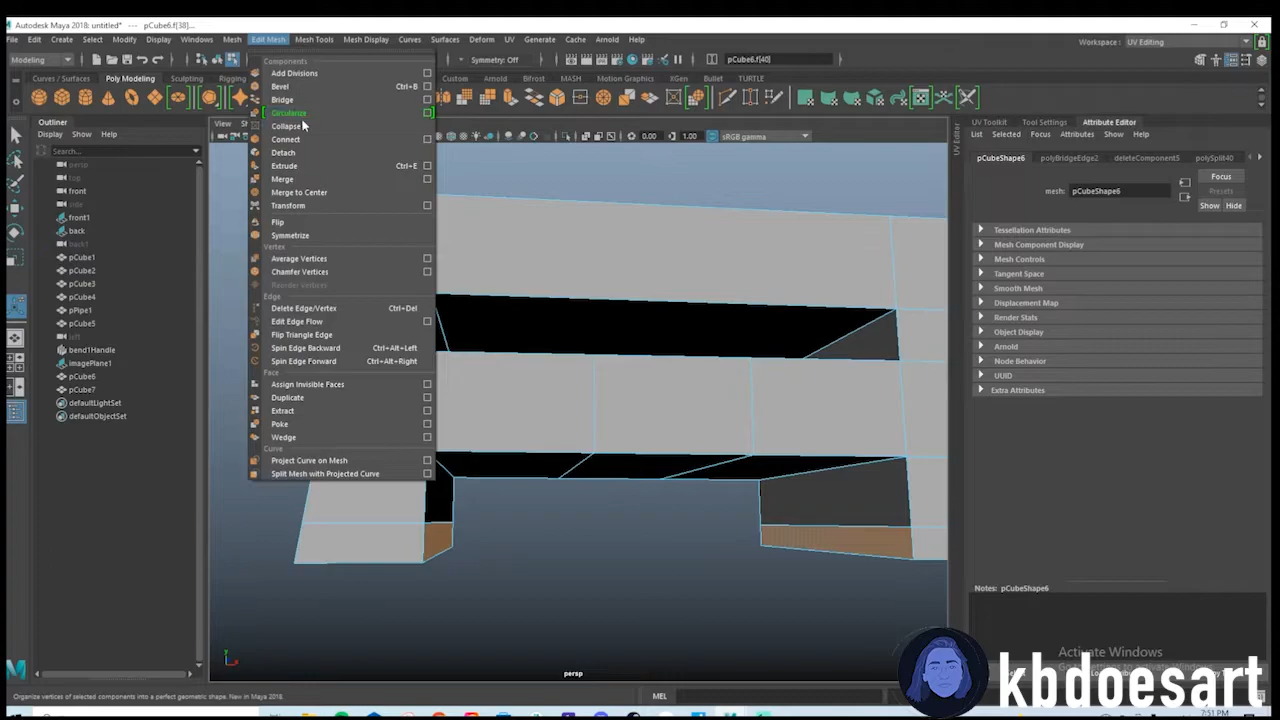 Autodesk Maya 2018: untitled* --- pCube6.f[38]...
File Edit Create Select Modify Display Windows Mesh Edit Mesh Mesh Tools Mesh Display Curves Surfaces Deform UV Generate Cache Arnold Help
Workspace : UV Editing
Modeling
Symmetry: Off
pCube6.f[40]
Curves / Surfaces Poly Modeling Sculpting Rigging
Custom Arnold Bifrost MASH Motion Graphics XGen Bullet TURTLE
Outliner
Display Show Help
Search...
persp
top
front
side
front1
back
back1
pCube1
pCube2
pCube3
pCube4
pPipe1
pCube5
left
bend1Handle
imagePlane1
pCube6
pCube7
defaultLightSet
defaultObjectSet
View
Components
Add Divisions
Bevel Ctrl+B
Bridge
Circularize
Collapse
Connect
Detach
Extrude Ctrl+E
Merge
Merge to Center
Transform
Flip
Symmetrize
Vertex
Average Vertices
Chamfer Vertices
Reorder Vertices
Edge
Delete Edge/Vertex Ctrl+Del
Edit Edge Flow
Flip Triangle Edge
Spin Edge Backward Ctrl+Alt+Left
Spin Edge Forward Ctrl+Alt+Right
Face
Assign Invisible Faces
Duplicate
Extract
Poke
Wedge
Curve
Project Curve on Mesh
Split Mesh with Projected Curve
0.00 1.00 sRGB gamma
persp
UV Editor
UV Toolkit Tool Settings Attribute Editor
List Selected Focus Attributes Show Help
pCubeShape6 polyBridgeEdge2 deleteComponent5 polySplit40
mesh: pCubeShape6
Focus
Presets
Show Hide
Tessellation Attributes
Mesh Component Display
Mesh Controls
Tangent Space
Smooth Mesh
Displacement Map
Render Stats
Object Display
Arnold
Node Behavior
UUID
Extra Attributes
Notes: pCubeShape6
Activate Windows
kbdoesart
Organize vertices of selected components into a perfect geometric shape. New in Maya 2018.
MEL
7:51 PM